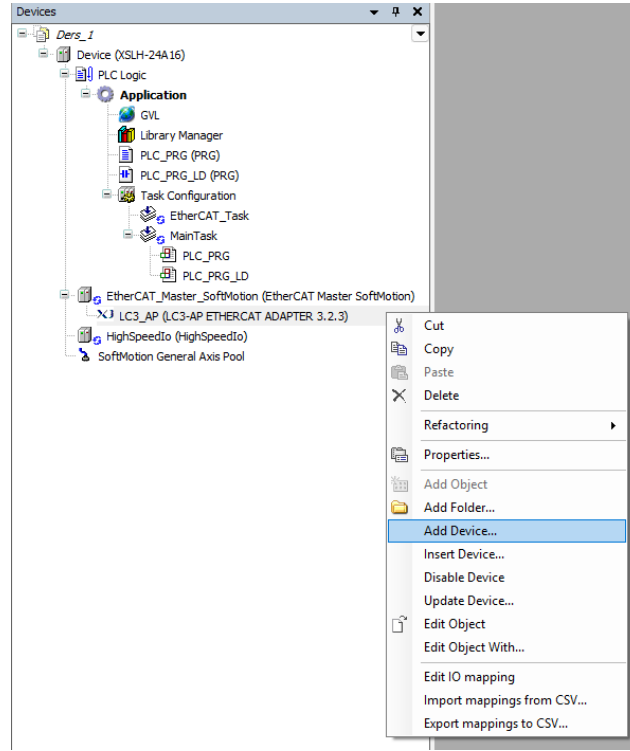 Devices
Ders_1
Device (XSLH-24A16)
PLC Logic
Application
GVL
Library Manager
PLC_PRG (PRG)
PLC_PRG_LD (PRG)
Task Configuration
EtherCAT_Task
MainTask
PLC_PRG
PLC_PRG_LD
EtherCAT_Master_SoftMotion (EtherCAT Master SoftMotion)
XJ LC3_AP (LC3-AP ETHERCAT ADAPTER 3.2.3)
HighSpeedIo (HighSpeedIo)
SoftMotion General Axis Pool
Cut
Copy
Paste
Delete
Refactoring
Properties...
Add Object
Add Folder...
Add Device...
Insert Device...
Disable Device
Update Device...
Edit Object
Edit Object With...
Edit IO mapping
Import mappings from CSV...
Export mappings to CSV...